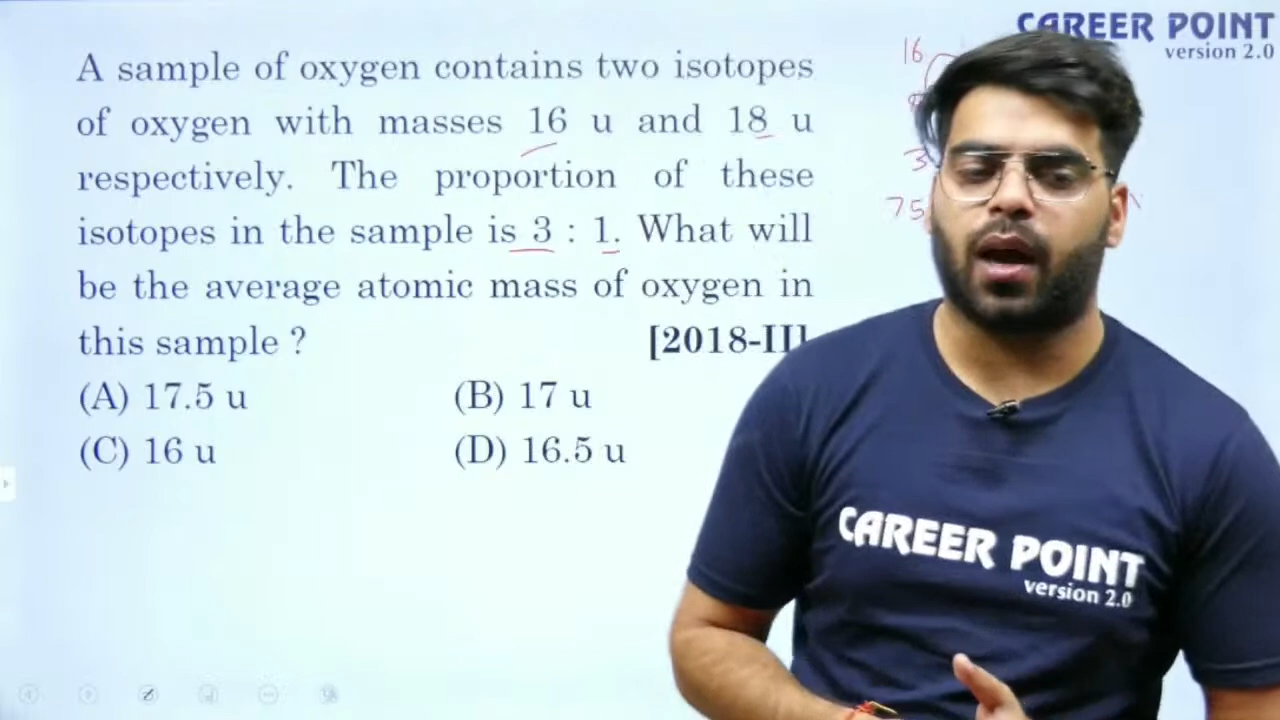 CAREER POINT
version 2.0
A sample of oxygen contains two isotopes
of oxygen with masses 16 u and 18 u
respectively. The proportion of these
isotopes in the sample is 3 : 1. What will
be the average atomic mass of oxygen in
this sample ? [2018-II]
(A) 17.5 u (B) 17 u
(C) 16 u (D) 16.5 u
16
3
75
CAREER POINT
version 2.0